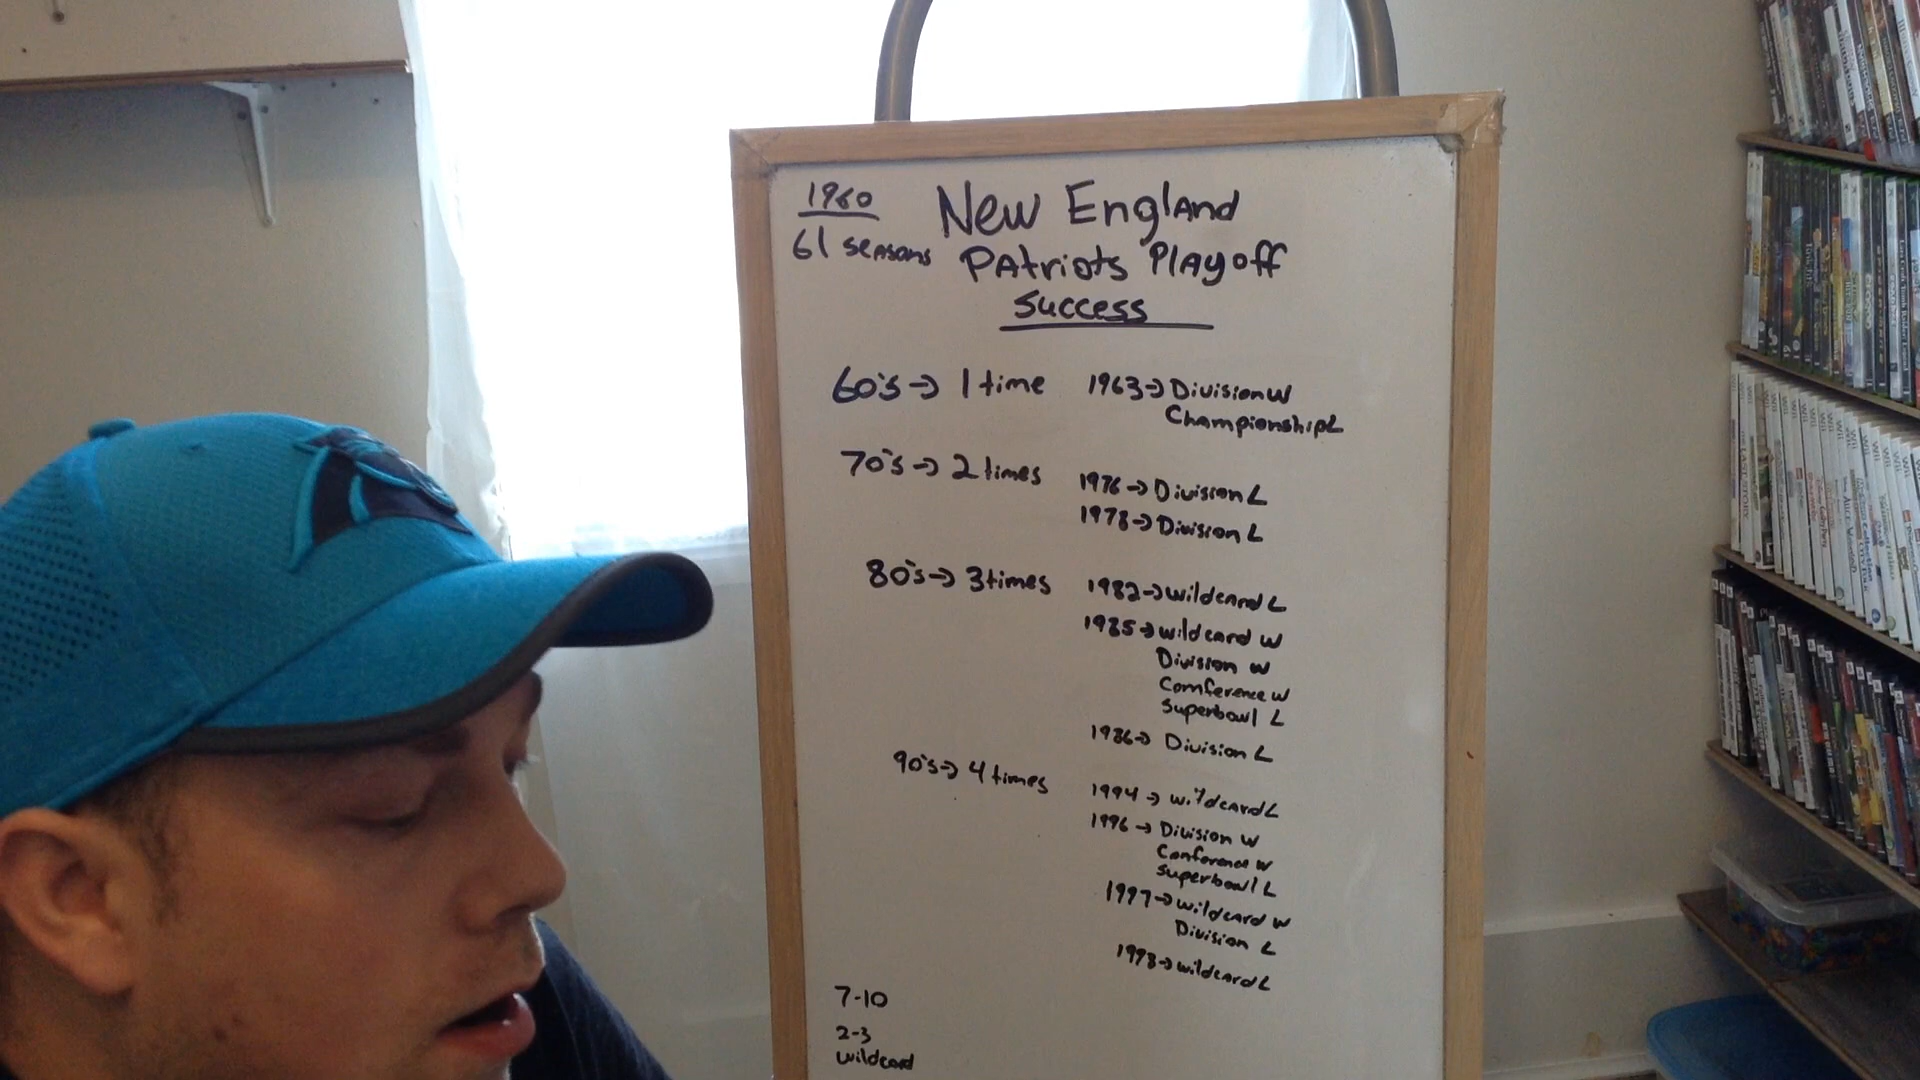 1960
61 seasons
New England
Patriots Playoff
Success
60's → 1 time 1963 → Division W
Championship L
70's → 2 times 1976 → Division L
1978 → Division L
80's → 3 times 1982 → wildcard L
1985 → wildcard w
Division w
Conference w
Superbowl L
1986 → Division L
90's → 4 times 1994 → wildcard L
1996 → Division w
Conference w
Superbowl L
1997 → wildcard w
Division L
1998 → wildcard L
7-10
2-3
wildcard